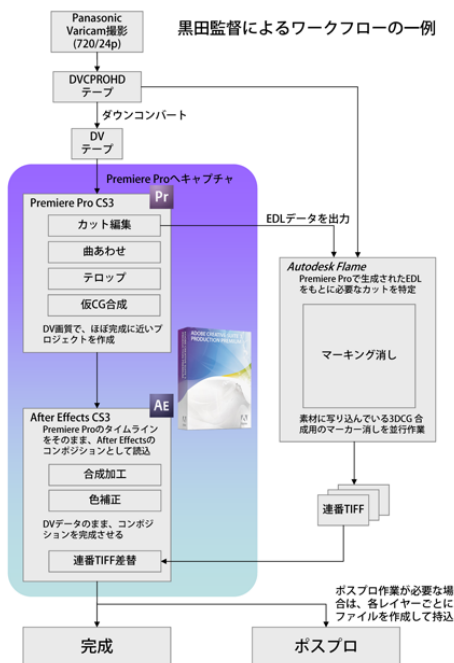 黒田監督によるワークフローの一例
Panasonic
Varicam撮影
(720/24p)
DVCPROHD
テープ
ダウンコンバート
DV
テープ
Premiere Proへキャプチャ
Pr
Premiere Pro CS3
カット編集
曲あわせ
テロップ
仮CG合成
DV画質で、ほぼ完成に近いプ
ロジェクトを作成
EDLデータを出力
Autodesk Flame
Premiere Proで生成されたEDL
をもとに必要なカットを特定
マーキング消し
素材に写り込んでいる3DCG 合
成用のマーカー消しを並行作業
連番TIFF
ADOBE CREATIVE SUITE 3
PRODUCTION PREMIUM
AE
After Effects CS3
Premiere Proのタイムライン
をそのまま、After Effectsの
コンポジションとして読込
合成加工
色補正
DVデータのまま、コンポジ
ションを完成させる
連番TIFF差替
ポスプロ作業が必要な場
合は、各レイヤーごとに
ファイルを作成して持込
完成
ポスプロ